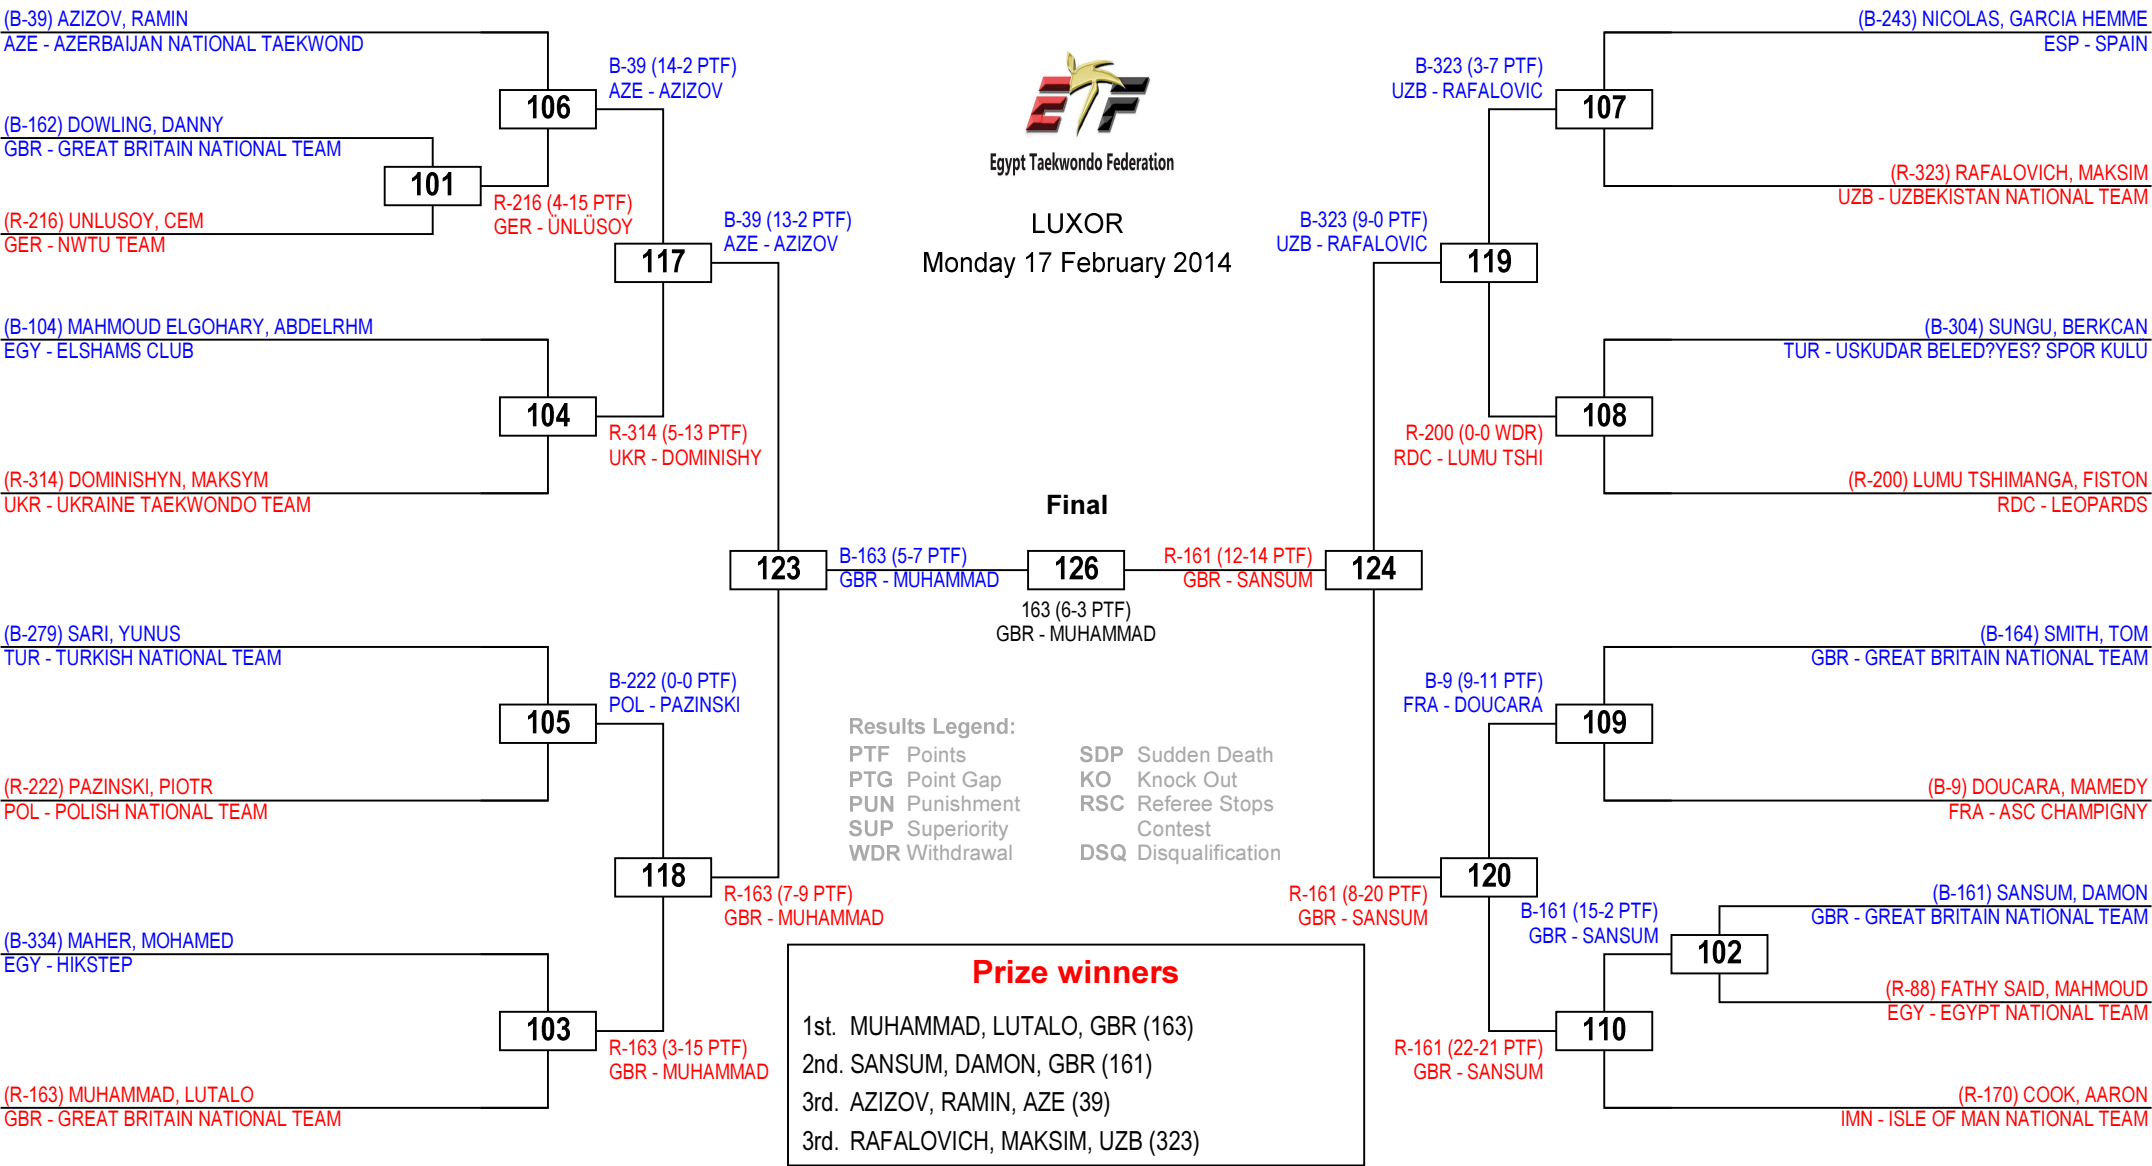 (B-39) AZIZOV, RAMIN
AZE - AZERBAIJAN NATIONAL TAEKWOND
(B-162) DOWLING, DANNY
GBR - GREAT BRITAIN NATIONAL TEAM
(R-216) UNLUSOY, CEM
GER - NWTU TEAM
(B-104) MAHMOUD ELGOHARY, ABDELRHM
EGY - ELSHAMS CLUB
(R-314) DOMINISHYN, MAKSYM
UKR - UKRAINE TAEKWONDO TEAM
(B-279) SARI, YUNUS
TUR - TURKISH NATIONAL TEAM
(R-222) PAZINSKI, PIOTR
POL - POLISH NATIONAL TEAM
(B-334) MAHER, MOHAMED
EGY - HIKSTEP
(R-163) MUHAMMAD, LUTALO
GBR - GREAT BRITAIN NATIONAL TEAM
101
R-216 (4-15 PTF)
GER - ÜNLÜSOY
106
B-39 (14-2 PTF)
AZE - AZIZOV
104
R-314 (5-13 PTF)
UKR - DOMINISHY
105
B-222 (0-0 PTF)
POL - PAZINSKI
103
R-163 (3-15 PTF)
GBR - MUHAMMAD
117
B-39 (13-2 PTF)
AZE - AZIZOV
118
R-163 (7-9 PTF)
GBR - MUHAMMAD
123
B-163 (5-7 PTF)
GBR - MUHAMMAD
ETF
Egypt Taekwondo Federation
LUXOR
Monday 17 February 2014
Final
126
163 (6-3 PTF)
GBR - MUHAMMAD
R-161 (12-14 PTF)
GBR - SANSUM
124
B-323 (9-0 PTF)
UZB - RAFALOVIC
119
R-161 (8-20 PTF)
GBR - SANSUM
120
B-323 (3-7 PTF)
UZB - RAFALOVIC
107
R-200 (0-0 WDR)
RDC - LUMU TSHI
108
B-9 (9-11 PTF)
FRA - DOUCARA
109
R-161 (22-21 PTF)
GBR - SANSUM
110
B-161 (15-2 PTF)
GBR - SANSUM
102
(B-243) NICOLAS, GARCIA HEMME
ESP - SPAIN
(R-323) RAFALOVICH, MAKSIM
UZB - UZBEKISTAN NATIONAL TEAM
(B-304) SUNGU, BERKCAN
TUR - USKUDAR BELED?YES? SPOR KULÜ
(R-200) LUMU TSHIMANGA, FISTON
RDC - LEOPARDS
(B-164) SMITH, TOM
GBR - GREAT BRITAIN NATIONAL TEAM
(B-9) DOUCARA, MAMEDY
FRA - ASC CHAMPIGNY
(B-161) SANSUM, DAMON
GBR - GREAT BRITAIN NATIONAL TEAM
(R-88) FATHY SAID, MAHMOUD
EGY - EGYPT NATIONAL TEAM
(R-170) COOK, AARON
IMN - ISLE OF MAN NATIONAL TEAM
Results Legend:
PTF Points
PTG Point Gap
PUN Punishment
SUP Superiority
WDR Withdrawal
SDP Sudden Death
KO Knock Out
RSC Referee Stops
Contest
DSQ Disqualification
Prize winners
1st. MUHAMMAD, LUTALO, GBR (163)
2nd. SANSUM, DAMON, GBR (161)
3rd. AZIZOV, RAMIN, AZE (39)
3rd. RAFALOVICH, MAKSIM, UZB (323)